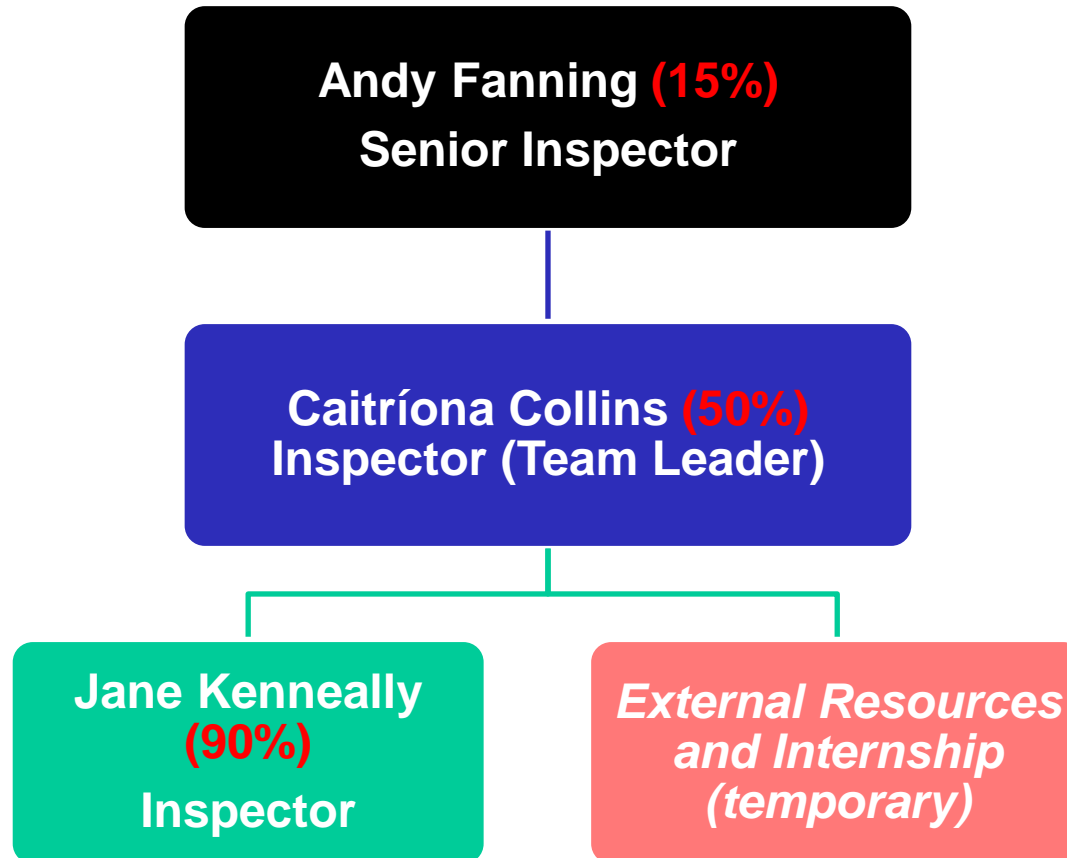 Andy Fanning (15%)
Senior Inspector
Caitríona Collins (50%)
Inspector (Team Leader)
Jane Kenneally
(90%)
Inspector
External Resources
and Internship
(temporary)